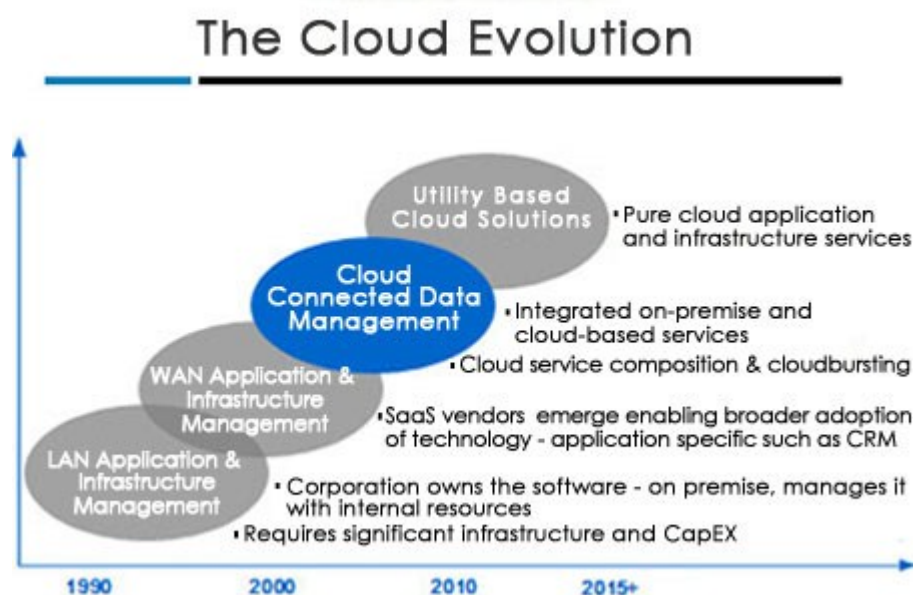 The Cloud Evolution
Utility Based
Cloud Solutions
▪ Pure cloud application
and infrastructure services
Cloud
Connected Data
Management
▪ Integrated on-premise and
cloud-based services
▪ Cloud service composition & cloudbursting
WAN Application &
Infrastructure
Management
▪ SaaS vendors emerge enabling broader adoption
of technology - application specific such as CRM
LAN Application &
Infrastructure
Management
▪ Corporation owns the software - on premise, manages it
with internal resources
▪ Requires significant infrastructure and CapEX
1990 2000 2010 2015+